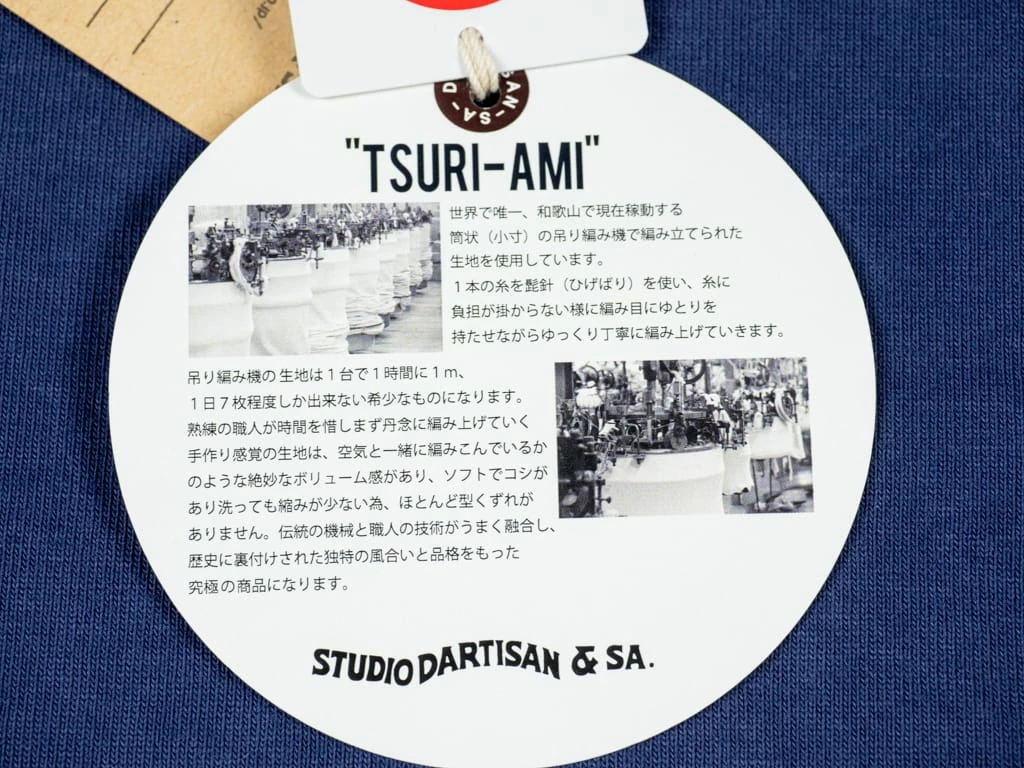 -SAN-SA-D
"TSURI-AMI"
世界で唯一、和歌山で現在稼動する
筒状（小寸）の吊り編み機で編み立てられた
生地を使用しています。
１本の糸を髭針（ひげばり）を使い、糸に
負担が掛からない様に編み目にゆとりを
持たせながらゆっくり丁寧に編み上げていきます。
吊り編み機の生地は１台で１時間に１ｍ、
１日７枚程度しか出来ない希少なものになります。
熟練の職人が時間を惜しまず丹念に編み上げていく
手作り感覚の生地は、空気と一緒に編みこんでいるか
のような絶妙なボリューム感があり、ソフトでコシが
あり洗っても縮みが少ない為、ほとんど型くずれが
ありません。伝統の機械と職人の技術がうまく融合し、
歴史に裏付けされた独特の風合いと品格をもった
究極の商品になります。
STUDIO DARTISAN & SA.